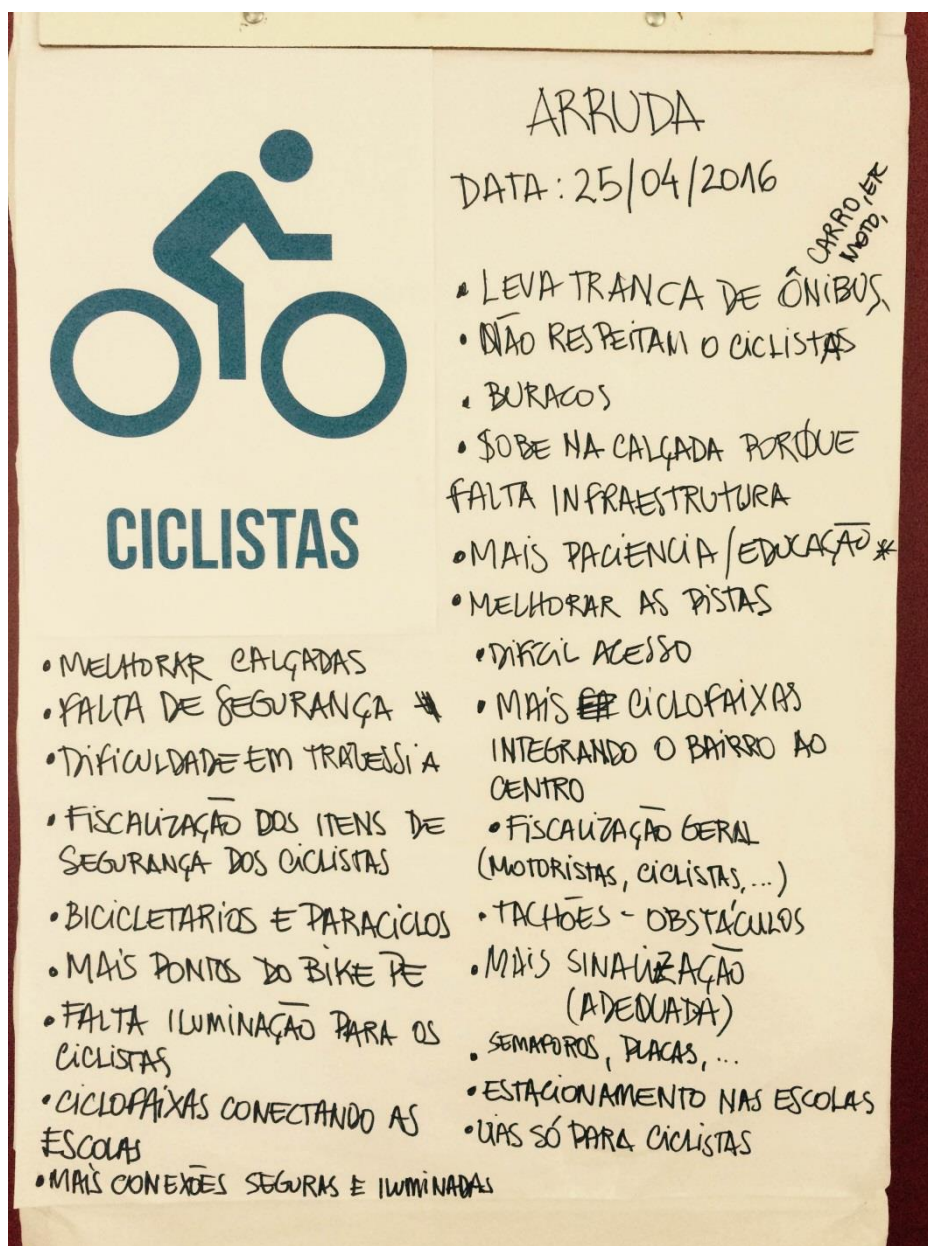 ARRUDA
DATA: 25/04/2016
CARRO, ETC
MOTO,
• LEVA TRANCA DE ÔNIBUS,
• NÃO RESPEITAM O CICLISTAS
• BURACOS
• SOBE NA CALÇADA PORQUE
FALTA INFRAESTRUTURA
• MAIS PACIENCIA/EDUCAÇÃO *
• MELHORAR AS PISTAS
• DIFICIL ACESSO
• MAIS CICLOFAIXAS
INTEGRANDO O BAIRRO AO
CENTRO
• FISCALIZAÇÃO GERAL
(MOTORISTAS, CICLISTAS,...)
• TACHÕES - OBSTÁCULOS
• MAIS SINALIZAÇÃO
(ADEQUADA)
• SEMAFOROS, PLACAS, ...
• ESTACIONAMENTO NAS ESCOLAS
• VIAS SÓ PARA CICLISTAS
CICLISTAS
• MELHORAR CALÇADAS
• FALTA DE SEGURANÇA *
• DIFICULDADE EM TRAVESSIA
• FISCALIZAÇÃO DOS ITENS DE
SEGURANÇA DOS CICLISTAS
• BICICLETARIOS E PARACICLOS
• MAIS PONTOS DO BIKE PE
• FALTA ILUMINAÇÃO PARA OS
CICLISTAS
• CICLOFAIXAS CONECTANDO AS
ESCOLAS
• MAIS CONEXÕES SEGURAS E ILUMINADAS